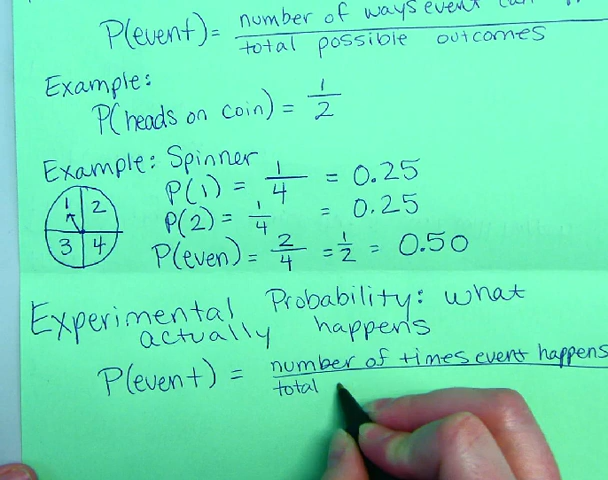 number of ways event can
P(event) = total possible outcomes
Example:
P(heads on coin) = 1/2
Example: Spinner
P(1) = 1/4 = 0.25
P(2) = 1/4 = 0.25
P(even) = 2/4 = 1/2 = 0.50
1 2
3 4
Experimental Probability: what
actually happens
P(event) = number of times event happens
total